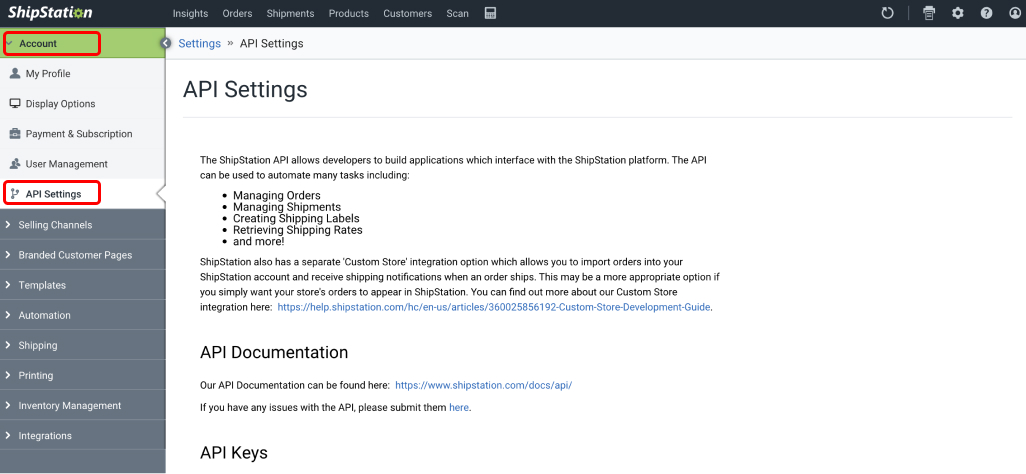 ShipStation
Insights Orders Shipments Products Customers Scan
Account
Settings » API Settings
My Profile
Display Options
Payment & Subscription
User Management
API Settings
Selling Channels
Branded Customer Pages
Templates
Automation
Shipping
Printing
Inventory Management
Integrations
API Settings
The ShipStation API allows developers to build applications which interface with the ShipStation platform. The API
can be used to automate many tasks including:
• Managing Orders
• Managing Shipments
• Creating Shipping Labels
• Retrieving Shipping Rates
• and more!
ShipStation also has a separate 'Custom Store' integration option which allows you to import orders into your
ShipStation account and receive shipping notifications when an order ships. This may be a more appropriate option if
you simply want your store's orders to appear in ShipStation. You can find out more about our Custom Store
integration here: https://help.shipstation.com/hc/en-us/articles/360025856192-Custom-Store-Development-Guide.
API Documentation
Our API Documentation can be found here: https://www.shipstation.com/docs/api/
If you have any issues with the API, please submit them here.
API Keys